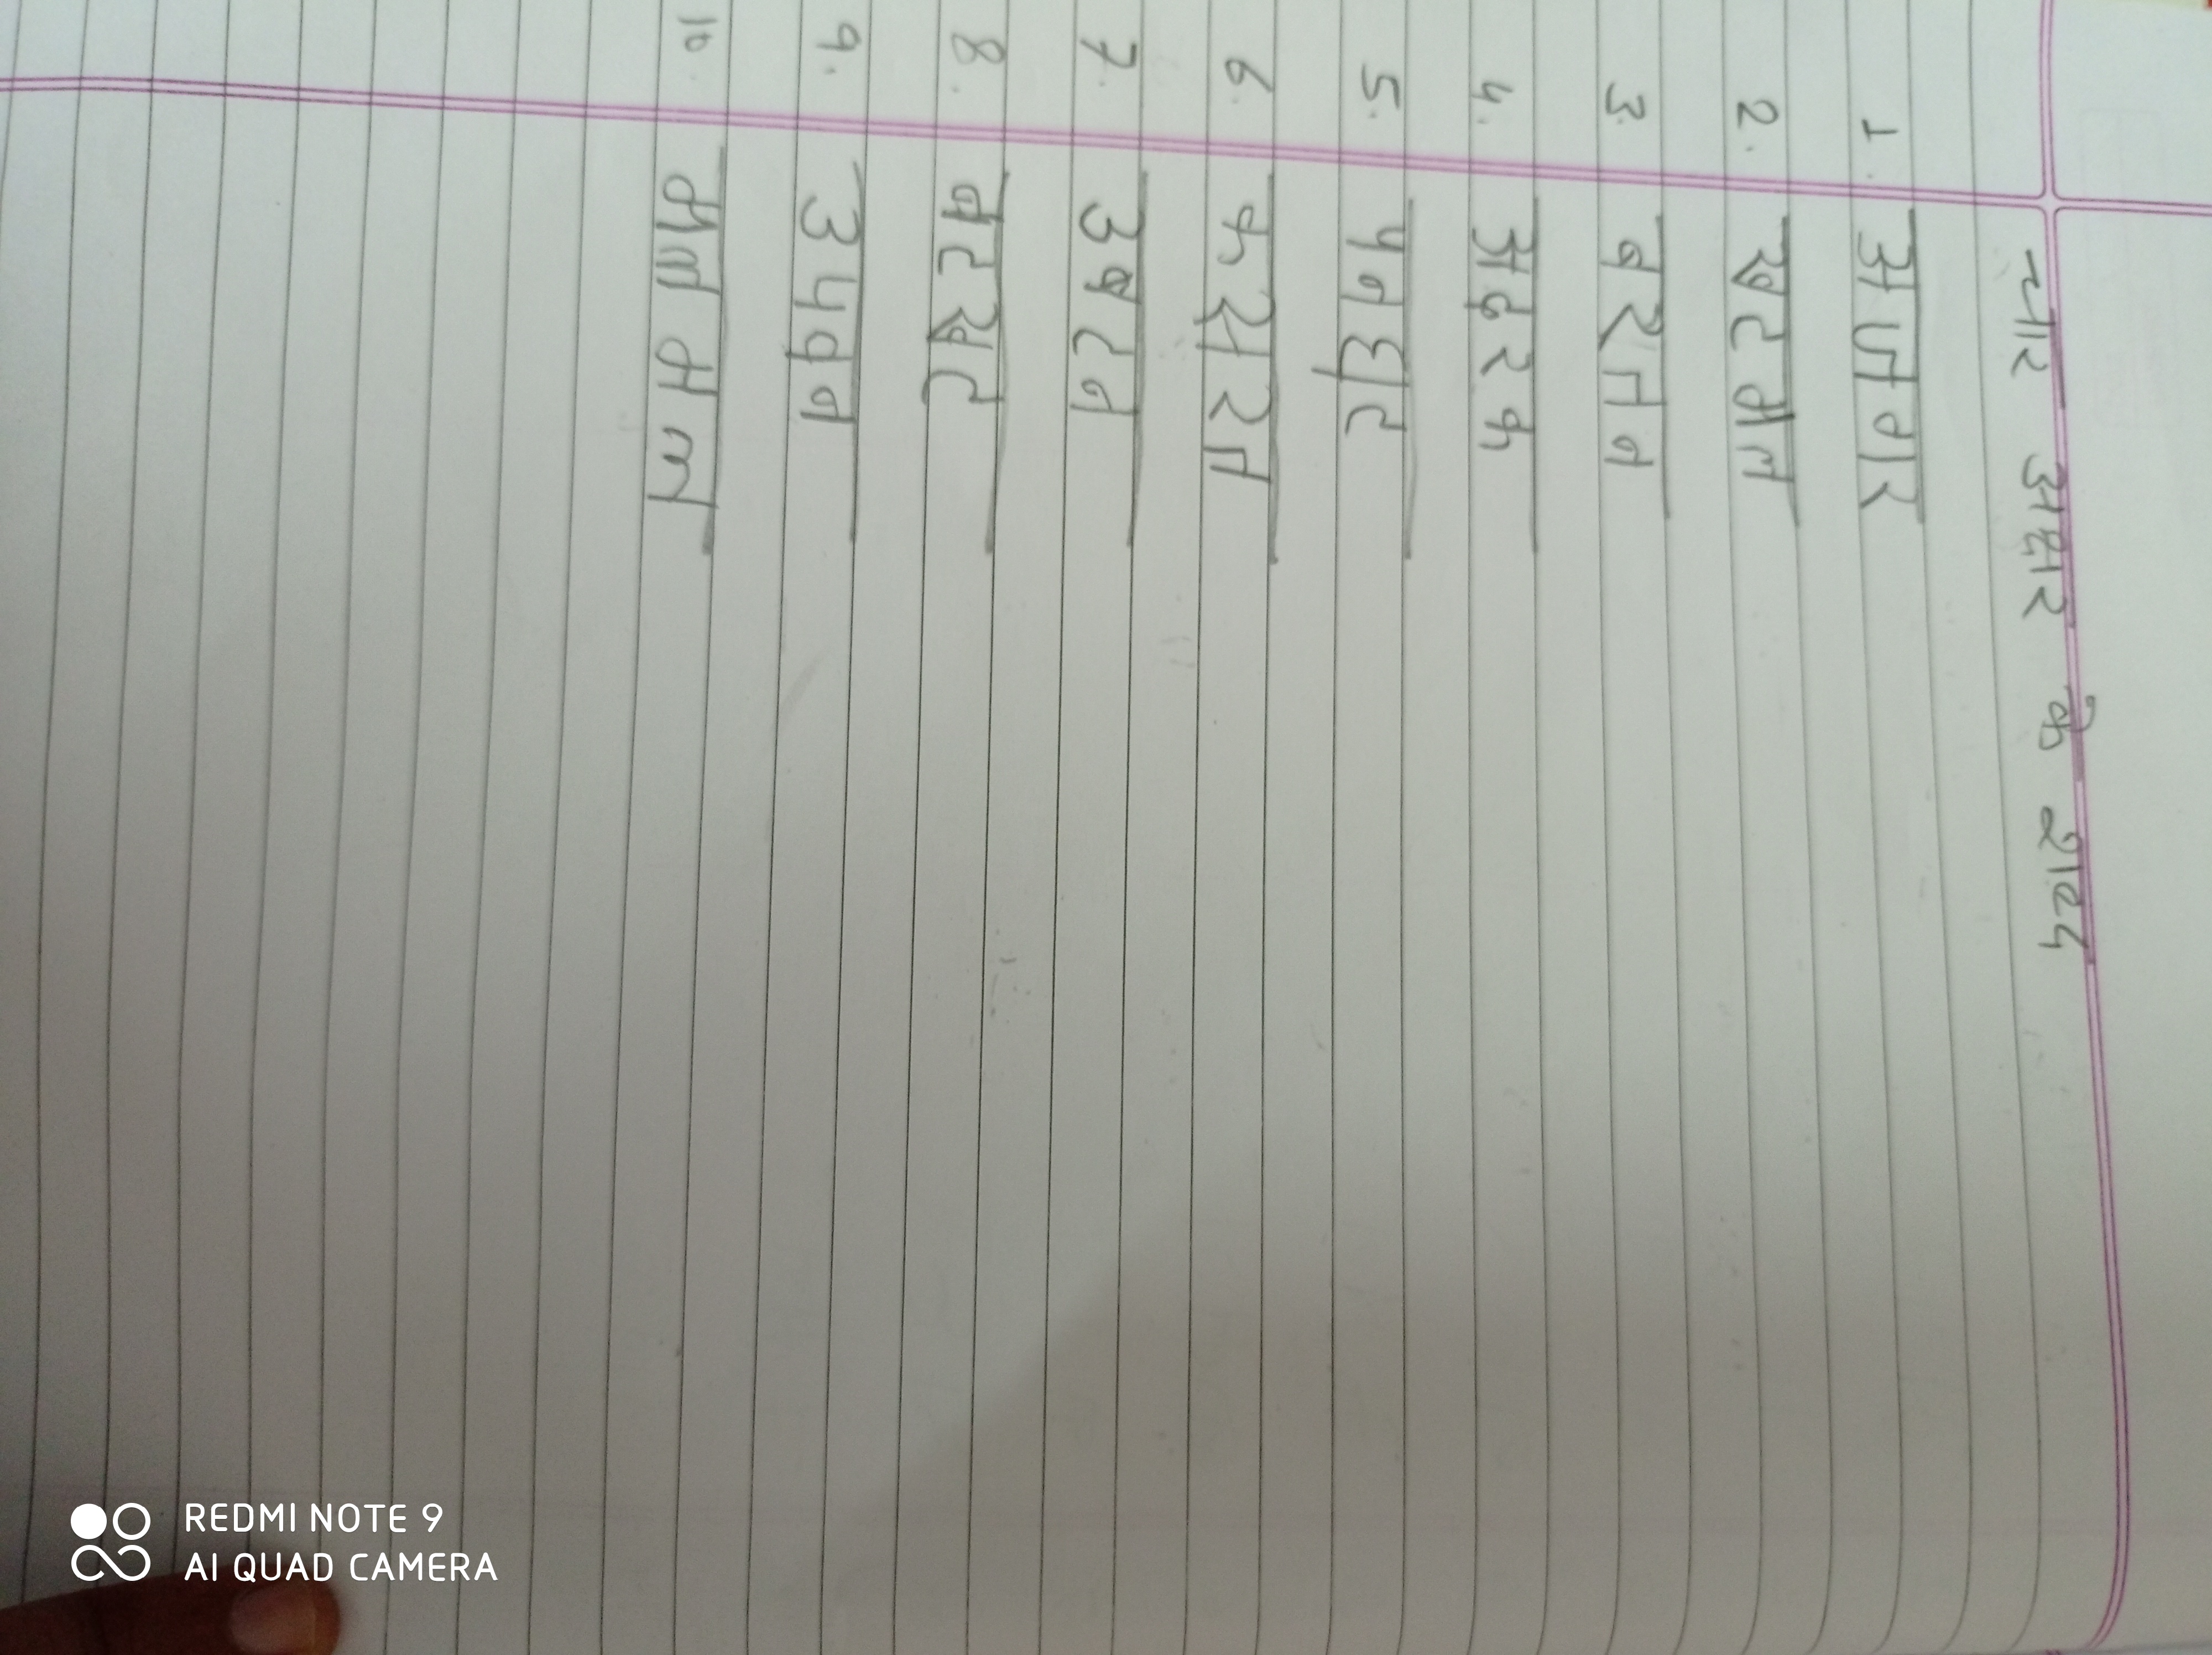 चार अक्षर के शब्द
1. अजगर
2. खटमल
3. बरतन
4. अदरक
5. पनघट
6. कसरत
7. उबटन
8. नटखट
9. उपवन
10. मलमल
REDMI NOTE 9
AI QUAD CAMERA